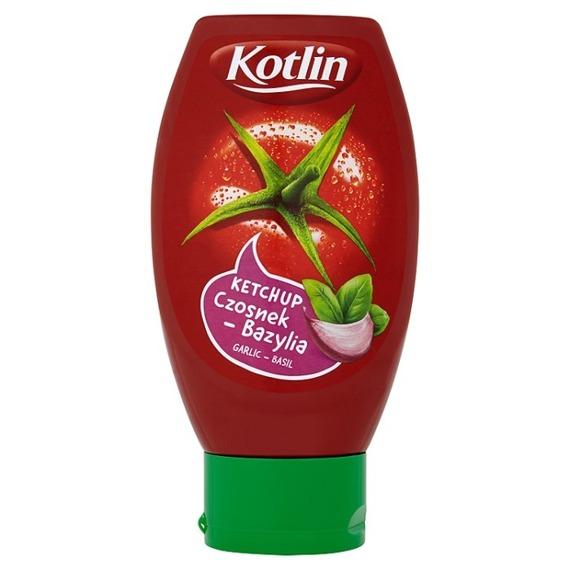 Kotlin
KETCHUP
Czosnek
– Bazylia
GARLIC – BASIL